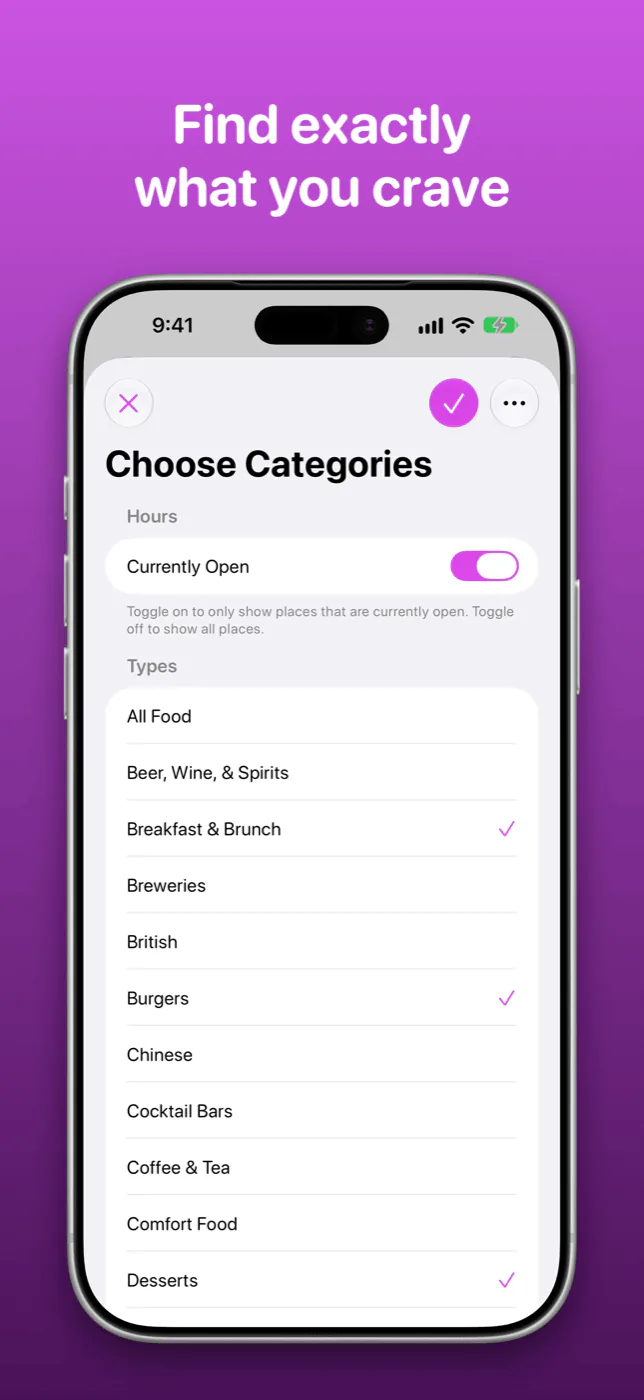 Find exactly
what you crave
9:41
Choose Categories
Hours
Currently Open
Toggle on to only show places that are currently open. Toggle
off to show all places.
Types
All Food
Beer, Wine, & Spirits
Breakfast & Brunch
Breweries
British
Burgers
Chinese
Cocktail Bars
Coffee & Tea
Comfort Food
Desserts